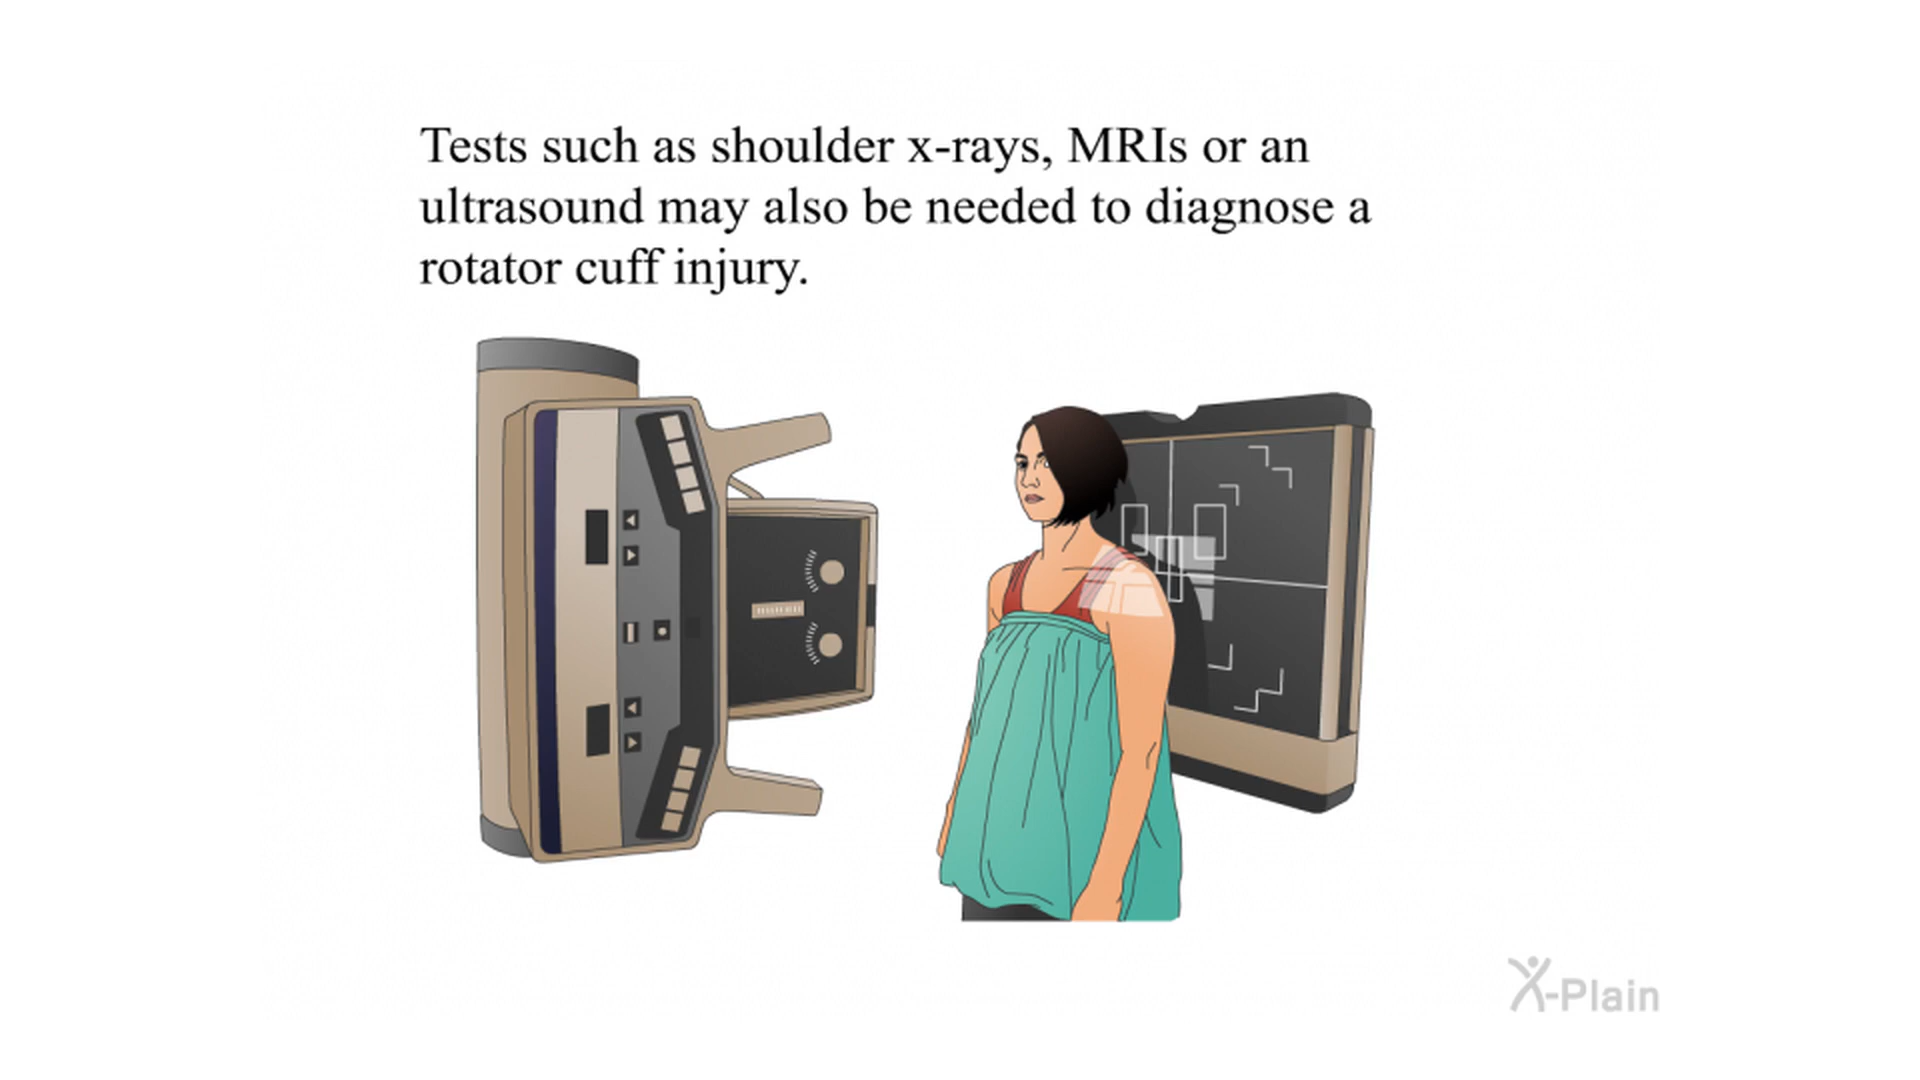 Tests such as shoulder x-rays, MRIs or an
ultrasound may also be needed to diagnose a
rotator cuff injury.
X-Plain